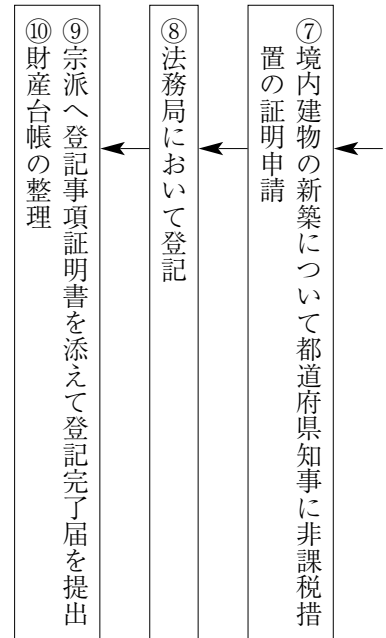 ⑦境内建物の新築について都道府県知事に非課税措
置の証明申請
⑧法務局において登記
⑨宗派へ登記事項証明書を添えて登記完了届を提出
⑩財産台帳の整理